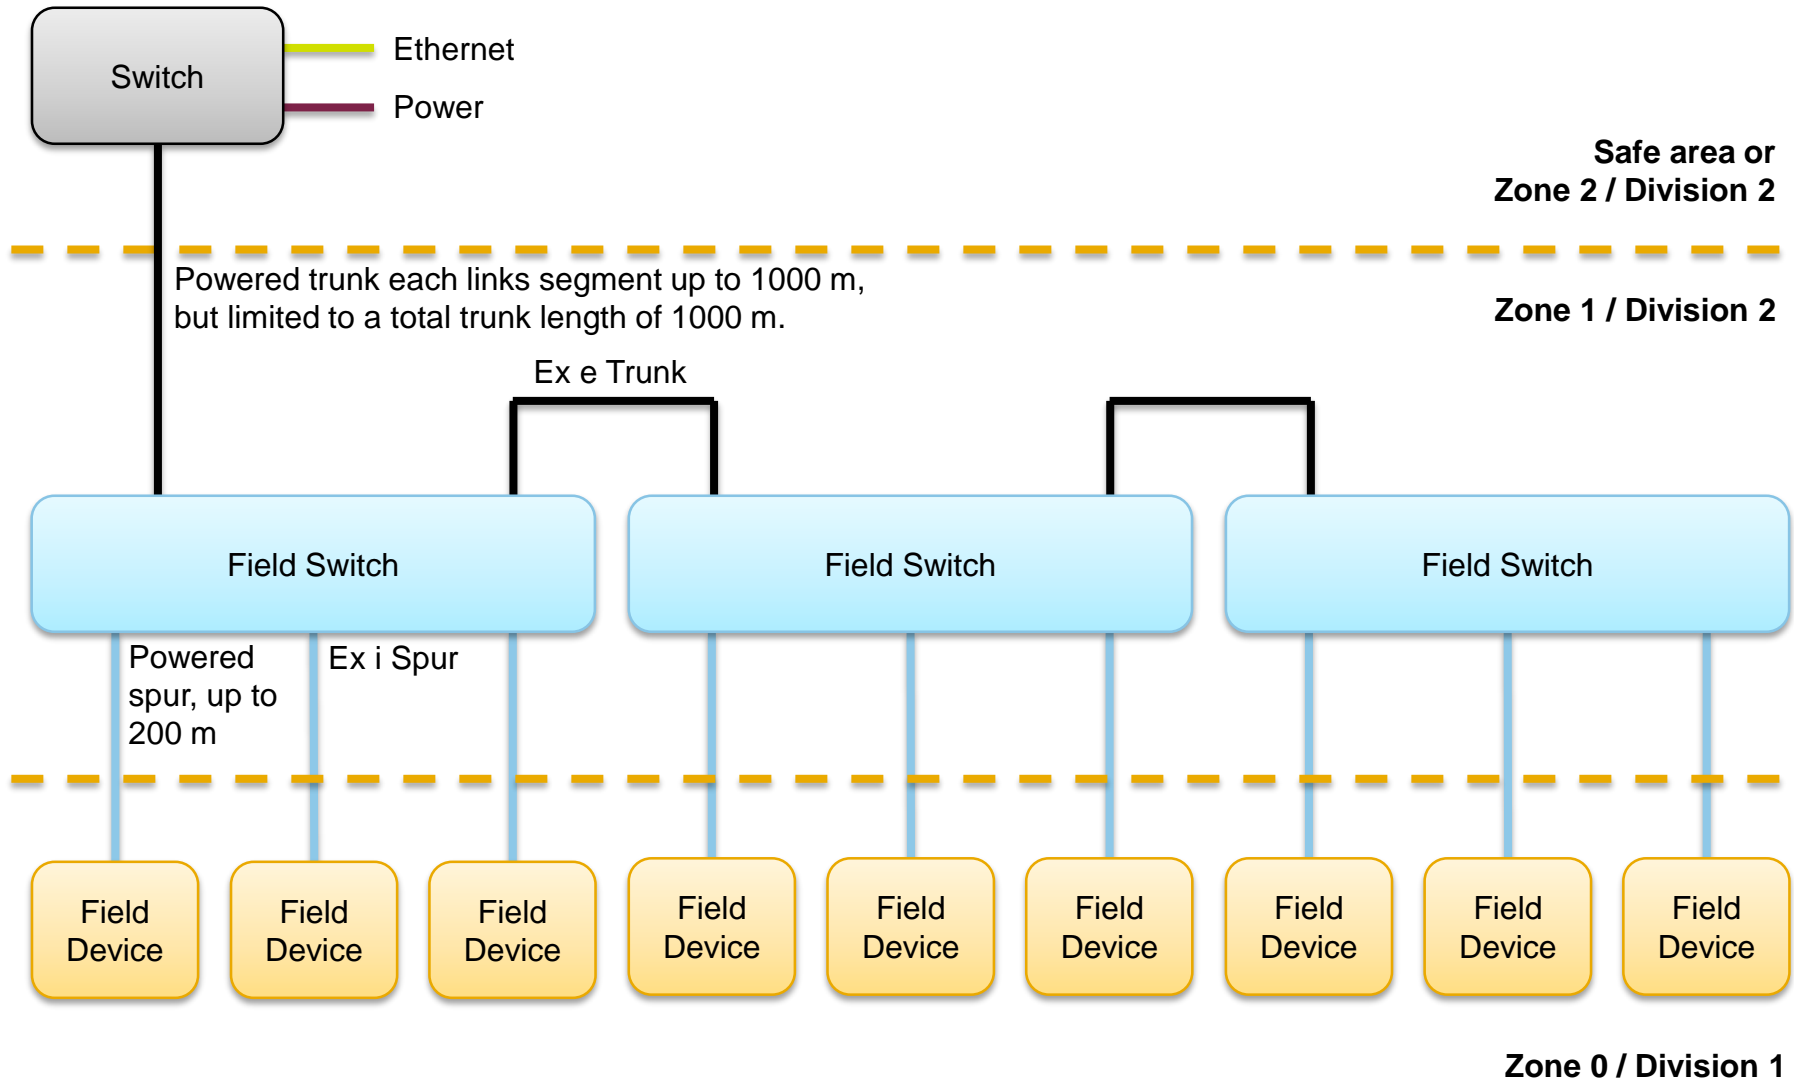 Switch
Ethernet
Power
Safe area or
Zone 2 / Division 2
Powered trunk each links segment up to 1000 m,
but limited to a total trunk length of 1000 m.
Zone 1 / Division 2
Ex e Trunk
Field Switch
Field Switch
Field Switch
Powered
spur, up to
200 m
Ex i Spur
Field
Device
Field
Device
Field
Device
Field
Device
Field
Device
Field
Device
Field
Device
Field
Device
Field
Device
Zone 0 / Division 1